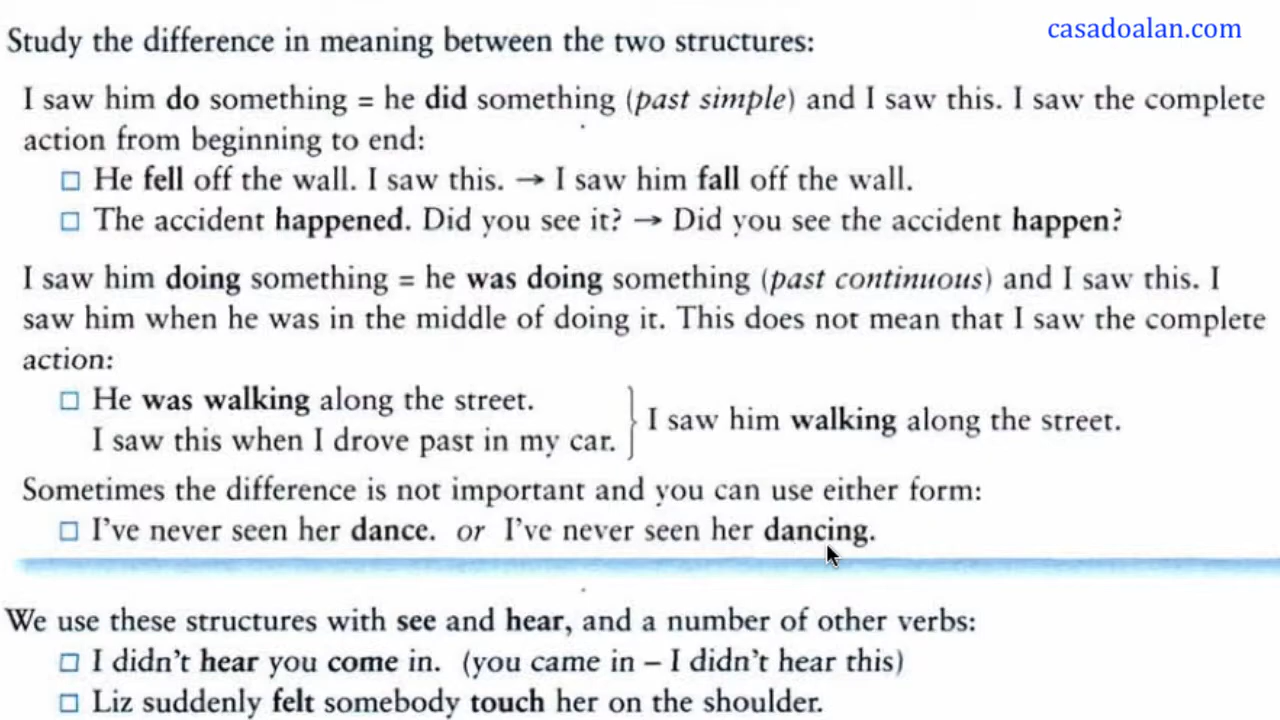 casadoalan.com
Study the difference in meaning between the two structures:
I saw him do something = he did something (past simple) and I saw this. I saw the complete
action from beginning to end:
He fell off the wall. I saw this. → I saw him fall off the wall.
The accident happened. Did you see it? → Did you see the accident happen?
I saw him doing something = he was doing something (past continuous) and I saw this. I
saw him when he was in the middle of doing it. This does not mean that I saw the complete
action:
He was walking along the street.
I saw this when I drove past in my car.
I saw him walking along the street.
Sometimes the difference is not important and you can use either form:
I've never seen her dance. or I've never seen her dancing.
We use these structures with see and hear, and a number of other verbs:
I didn't hear you come in. (you came in – I didn't hear this)
Liz suddenly felt somebody touch her on the shoulder.